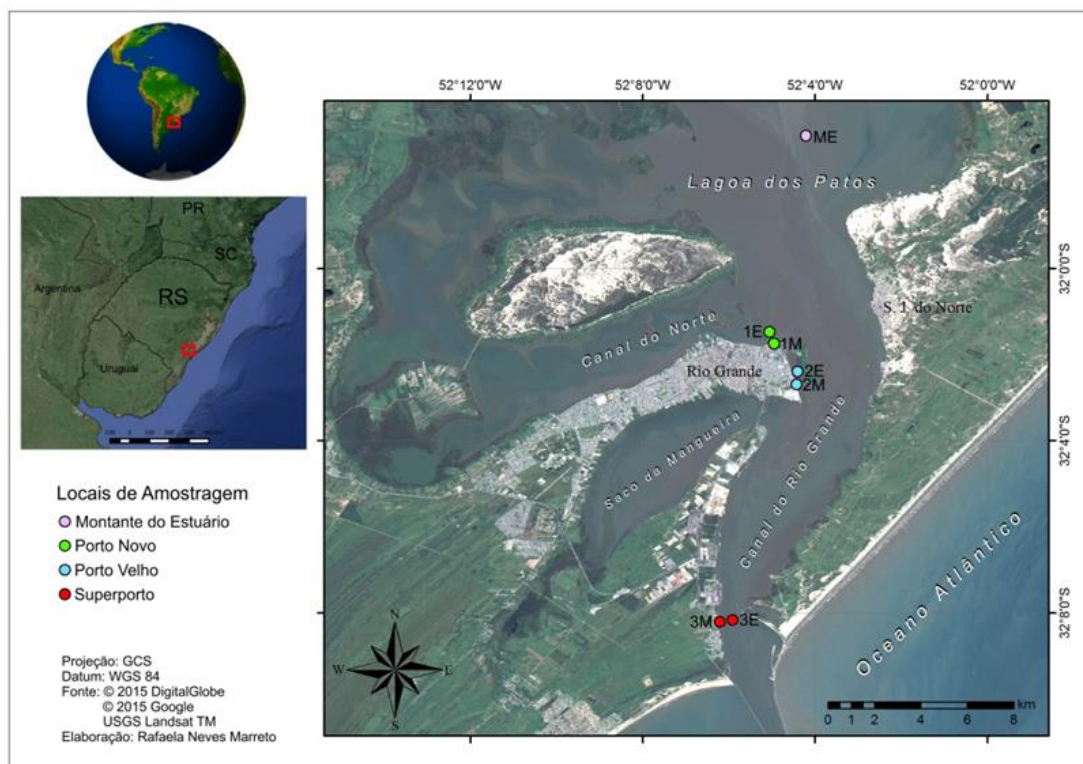 52°12'0"W
52°8'0"W
52°4'0"W
52°0'0"W
ME
Lagoa dos Patos
PR
SC
Argentina
RS
Uruguai
32°0'0"S
S. J. do Norte
Canal do Norte
1E
1M
Rio Grande
2E
2M
32°4'0"S
Saco da Mangueira
Canal do Rio Grande
Oceano Atlântico
Locais de Amostragem
Montante do Estuário
Porto Novo
Porto Velho
Superporto
3M
3E
32°8'0"S
N
W
E
S
Projeção: GCS
Datum: WGS 84
Fonte: © 2015 DigitalGlobe
© 2015 Google
USGS Landsat TM
Elaboração: Rafaela Neves Marreto
km
0 1 2 4 6 8